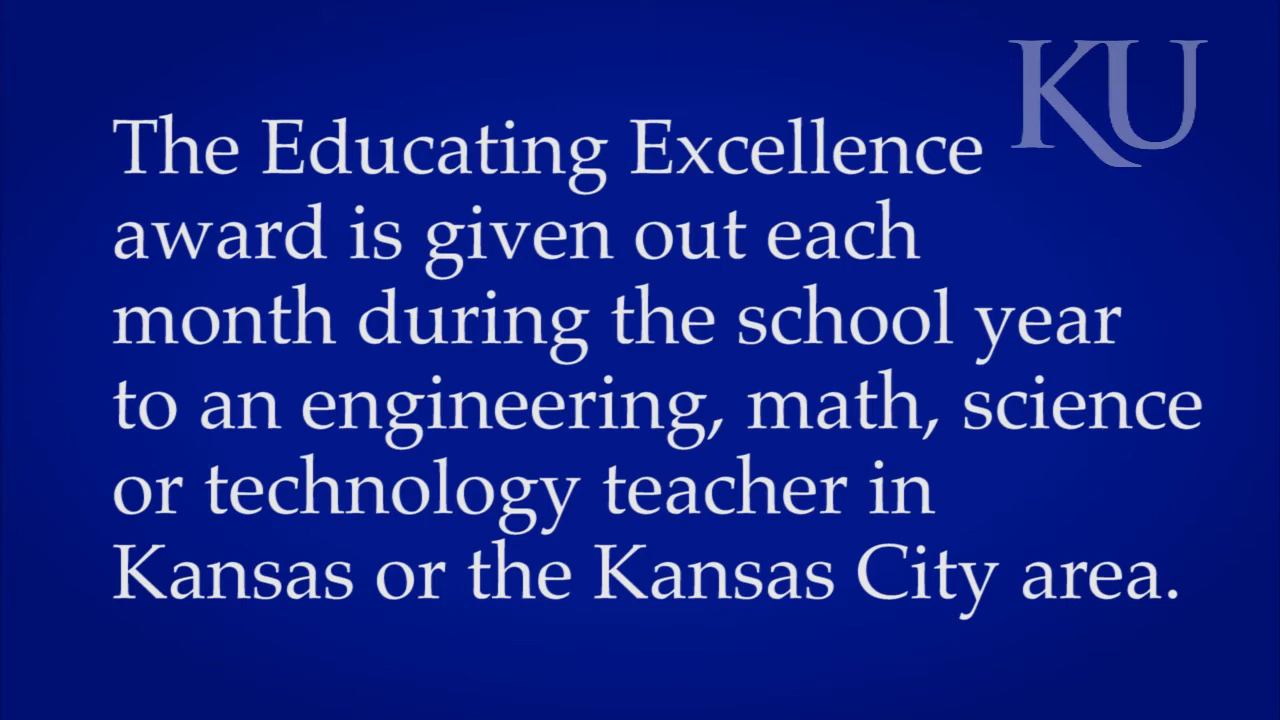 KU
The Educating Excellence
award is given out each
month during the school year
to an engineering, math, science
or technology teacher in
Kansas or the Kansas City area.